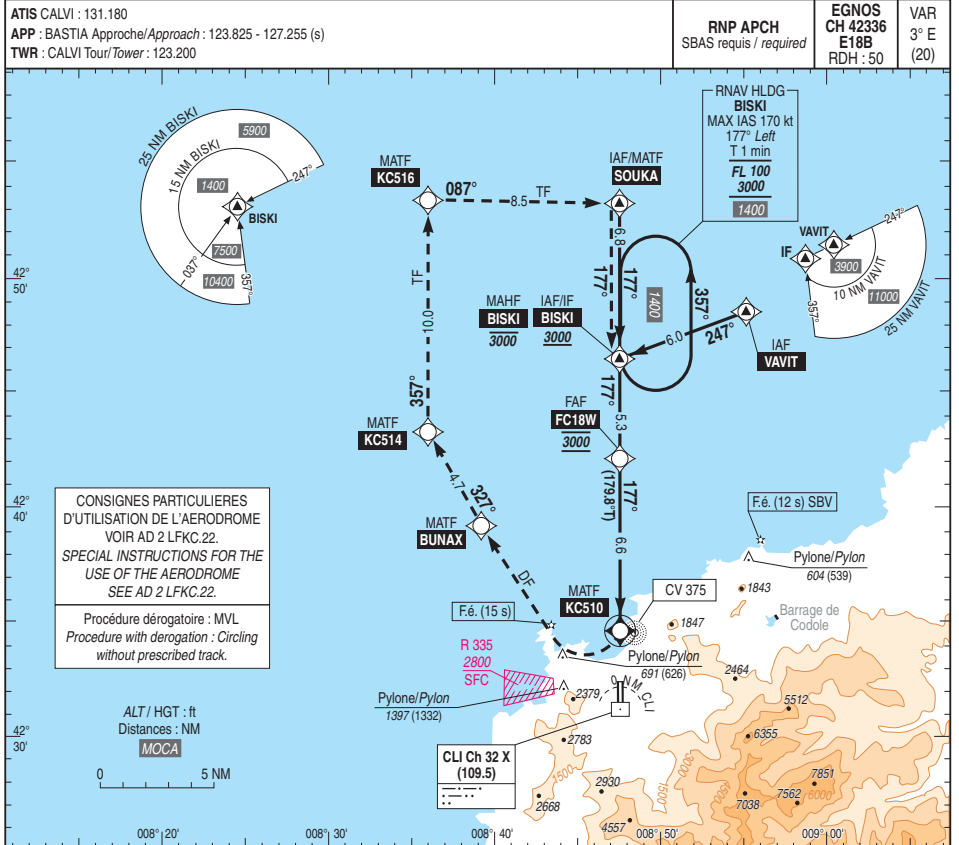 ATIS CALVI : 131.180
APP : BASTIA Approche/Approach : 123.825 - 127.255 (s)
TWR : CALVI Tour/Tower : 123.200
RNP APCH
SBAS requis / required
EGNOS
CH 42336
E18B
RDH : 50
VAR
3° E
(20)
25 NM BISKI
5900
15 NM BISKI
1400
247°
BISKI
7500
037°
10400
357°
MATF
KC516
087°
8.5
TF
IAF/MATF
SOUKA
RNAV HLDG
BISKI
MAX IAS 170 kt
177° Left
T 1 min
FL 100
3000
1400
VAVIT
247°
IF
3900
10 NM VAVIT
11000
25 NM VAVIT
357°
42°
50'
TF
10.0
357°
6.8
177°
177°
1400
357°
MAHF
BISKI
3000
IAF/IF
BISKI
3000
6.0
247°
IAF
VAVIT
177°
5.3
FAF
FC18W
3000
MATF
KC514
4.7
327°
177°
(179.8°T)
6.6
42°
40'
MATF
BUNAX
DF
CONSIGNES PARTICULIERES
D'UTILISATION DE L'AERODROME
VOIR AD 2 LFKC.22.
SPECIAL INSTRUCTIONS FOR THE
USE OF THE AERODROME
SEE AD 2 LFKC.22.
Procédure dérogatoire : MVL
Procedure with derogation : Circling
without prescribed track.
F.é. (12 s) SBV
Pylone/Pylon
604 (539)
MATF
KC510
CV 375
1843
F.é. (15 s)
1847
Barrage de
Codole
R 335
2800
SFC
Pylone/Pylon
691 (626)
Pylone/Pylon
1397 (1332)
2379
0 NM CLI
2464
5512
ALT / HGT : ft
Distances : NM
MOCA
0
5 NM
42°
30'
2783
6355
CLI Ch 32 X
(109.5)
1500
3000
2930
1500
1500
7851
6000
7562
7038
2668
4557
008° 20'
008° 30'
008° 40'
008° 50'
009° 00'